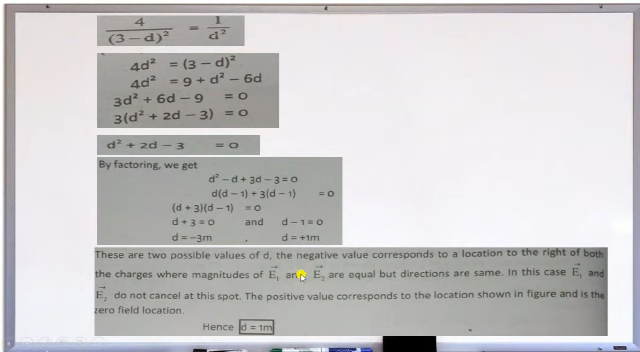 4/(3 – d)² = 1/d²
4d² = (3 – d)²
4d² = 9 + d² – 6d
3d² + 6d – 9 = 0
3(d² + 2d – 3) = 0
d² + 2d – 3 = 0
By factoring, we get
d² – d + 3d – 3 = 0
d(d – 1) + 3(d – 1) = 0
(d + 3)(d – 1) = 0
d + 3 = 0 and d – 1 = 0
d = –3m , d = +1m
These are two possible values of d, the negative value corresponds to a location to the right of both
the charges where magnitudes of E⃗₁ and E⃗₂ are equal but directions are same. In this case E⃗₁ and
E⃗₂ do not cancel at this spot. The positive value corresponds to the location shown in figure and is the
zero field location.
Hence d = 1m